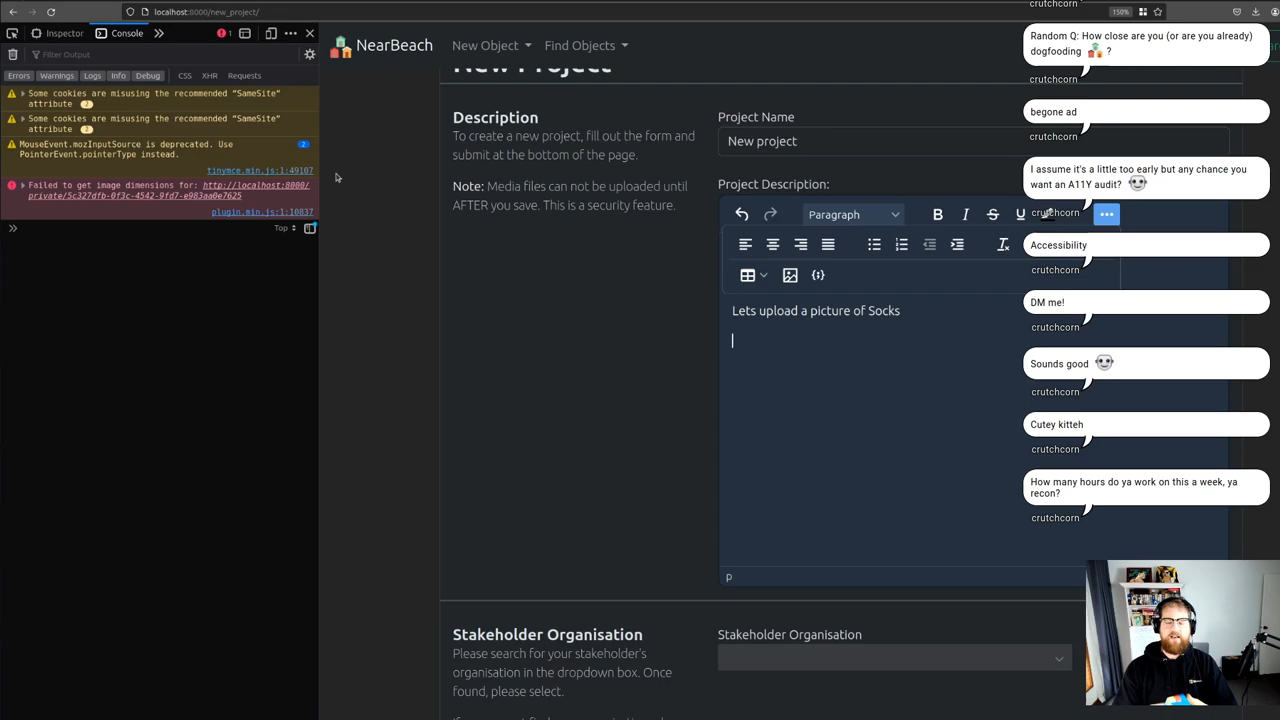 localhost:8000/new_project/
150%
Inspector
Console
1
Filter Output
Errors
Warnings
Logs
Info
Debug
CSS
XHR
Requests
Some cookies are misusing the recommended “SameSite“
attribute 2
Some cookies are misusing the recommended “SameSite“
attribute 2
MouseEvent.mozInputSource is deprecated. Use
PointerEvent.pointerType instead.
2
tinymce.min.js:1:49107
Failed to get image dimensions for: http://localhost:8000/
private/5c327dfb-0f3c-4542-9fd7-e983aa0e7625
plugin.min.js:1:10837
Top
NearBeach
New Object
Find Objects
New Project
Description
To create a new project, fill out the form and
submit at the bottom of the page.
Note: Media files can not be uploaded until
AFTER you save. This is a security feature.
Project Name
New project
Project Description:
Paragraph
B I S U
Lets upload a picture of Socks
p
Stakeholder Organisation
Please search for your stakeholder's
organisation in the dropdown box. Once
found, please select.
Stakeholder Organisation
crutchcorn
Random Q: How close are you (or are you already)
dogfooding ?
crutchcorn
begone ad
crutchcorn
I assume it's a little too early but any chance you
want an A11Y audit?
crutchcorn
Accessibility
crutchcorn
DM me!
crutchcorn
Sounds good
crutchcorn
Cutey kitteh
crutchcorn
How many hours do ya work on this a week, ya
recon?
crutchcorn